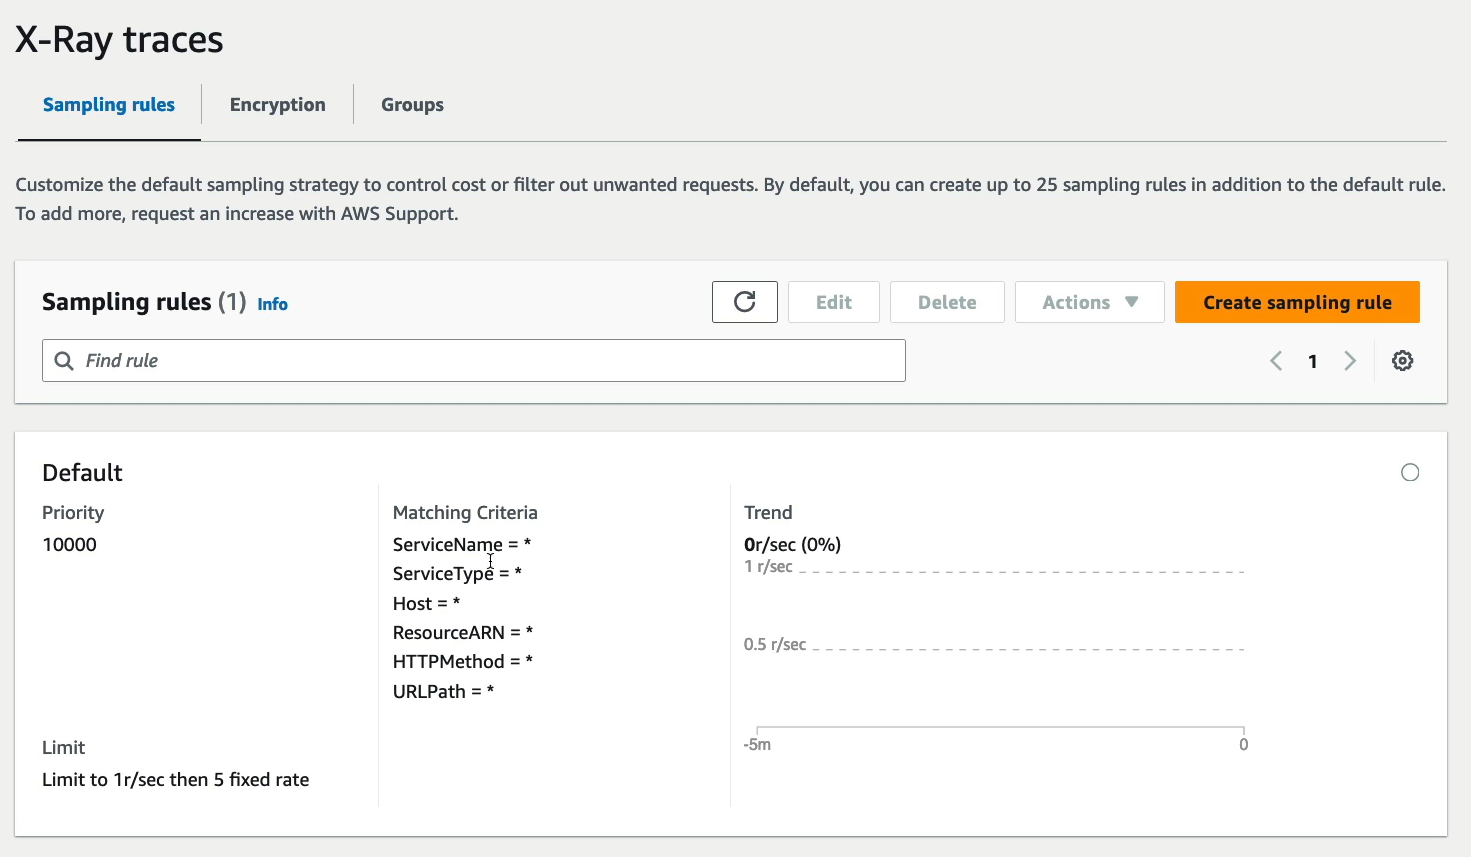 X-Ray traces
Sampling rules
Encryption
Groups
Customize the default sampling strategy to control cost or filter out unwanted requests. By default, you can create up to 25 sampling rules in addition to the default rule.
To add more, request an increase with AWS Support.
Sampling rules (1) Info
Edit
Delete
Actions
Create sampling rule
Find rule
1
Default
Priority
10000
Limit
Limit to 1r/sec then 5 fixed rate
Matching Criteria
ServiceName = *
ServiceType = *
Host = *
ResourceARN = *
HTTPMethod = *
URLPath = *
Trend
0r/sec (0%)
1 r/sec
0.5 r/sec
-5m
0